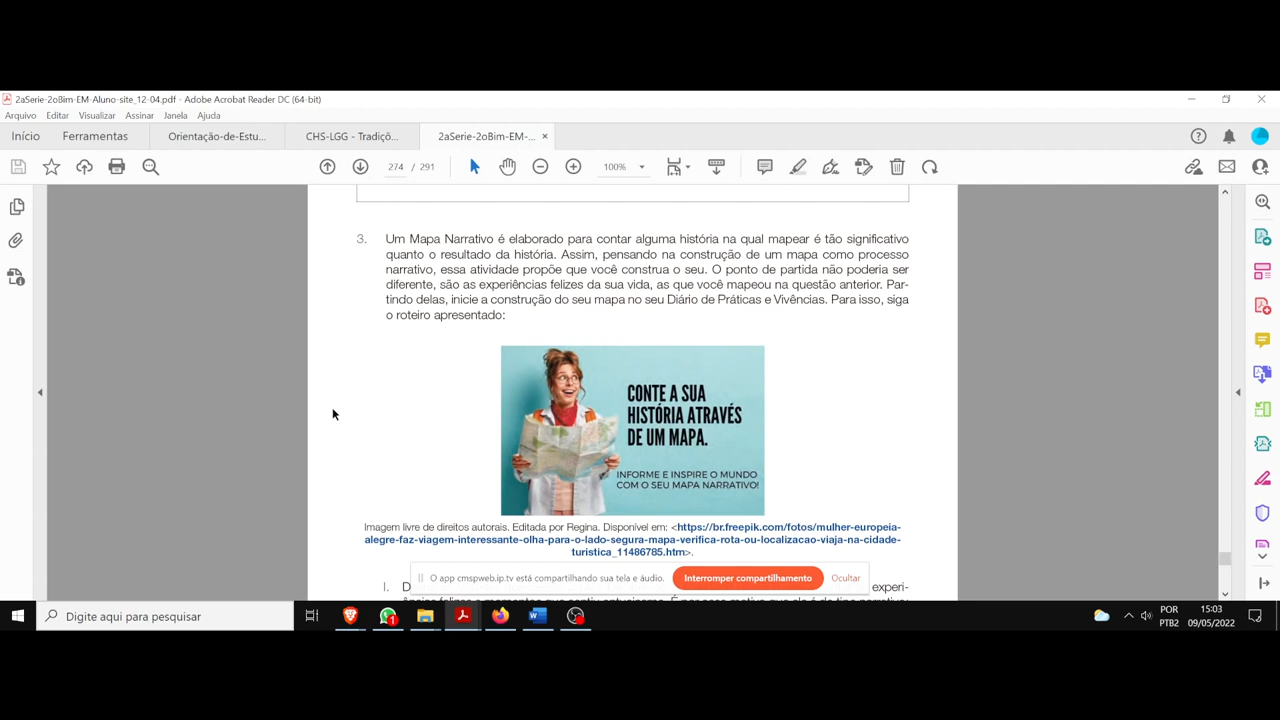 2aSerie-2oBim-EM-Aluno-site_12-04.pdf - Adobe Acrobat Reader DC (64-bit)
Arquivo Editar Visualizar Assinar Janela Ajuda
Início Ferramentas Orientação-de-Estu... CHS-LGG - Tradiçõ... 2aSerie-2oBim-EM-... ×
274 / 291 100%
3. Um Mapa Narrativo é elaborado para contar alguma história na qual mapear é tão significativo
quanto o resultado da história. Assim, pensando na construção de um mapa como processo
narrativo, essa atividade propõe que você construa o seu. O ponto de partida não poderia ser
diferente, são as experiências felizes da sua vida, as que você mapeou na questão anterior. Par-
tindo delas, inicie a construção do seu mapa no seu Diário de Práticas e Vivências. Para isso, siga
o roteiro apresentado:
CONTE A SUA
HISTÓRIA ATRAVÉS
DE UM MAPA.
INFORME E INSPIRE O MUNDO
COM O SEU MAPA NARRATIVO!
Imagem livre de direitos autorais. Editada por Regina. Disponível em: <https://br.freepik.com/fotos/mulher-europeia-
alegre-faz-viagem-interessante-olha-para-o-lado-segura-mapa-verifica-rota-ou-localizacao-viaja-na-cidade-
turistica_11486785.htm>.
I. D experi-
O app cmspweb.ip.tv está compartilhando sua tela e áudio. Interromper compartilhamento Ocultar
Digite aqui para pesquisar
POR
PTB2
15:03
09/05/2022